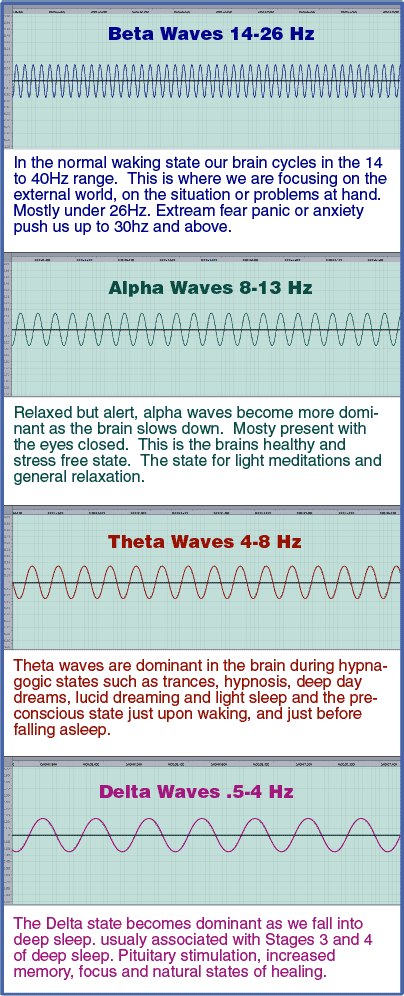 Beta Waves 14-26 Hz
In the normal waking state our brain cycles in the 14
to 40Hz range.  This is where we are focusing on the
external world, on the situation or problems at hand.
Mostly under 26Hz. Extream fear panic or anxiety
push us up to 30hz and above.
Alpha Waves 8-13 Hz
Relaxed but alert, alpha waves become more domi-
nant as the brain slows down.  Mosty present with
the eyes closed.  This is the brains healthy and
stress free state.  The state for light meditations and
general relaxation.
Theta Waves 4-8 Hz
Theta waves are dominant in the brain during hypna-
gogic states such as trances, hypnosis, deep day
dreams, lucid dreaming and light sleep and the pre-
conscious state just upon waking, and just before
falling asleep.
Delta Waves .5-4 Hz
The Delta state becomes dominant as we fall into
deep sleep. usualy associated with Stages 3 and 4
of deep sleep. Pituitary stimulation, increased
memory, focus and natural states of healing.